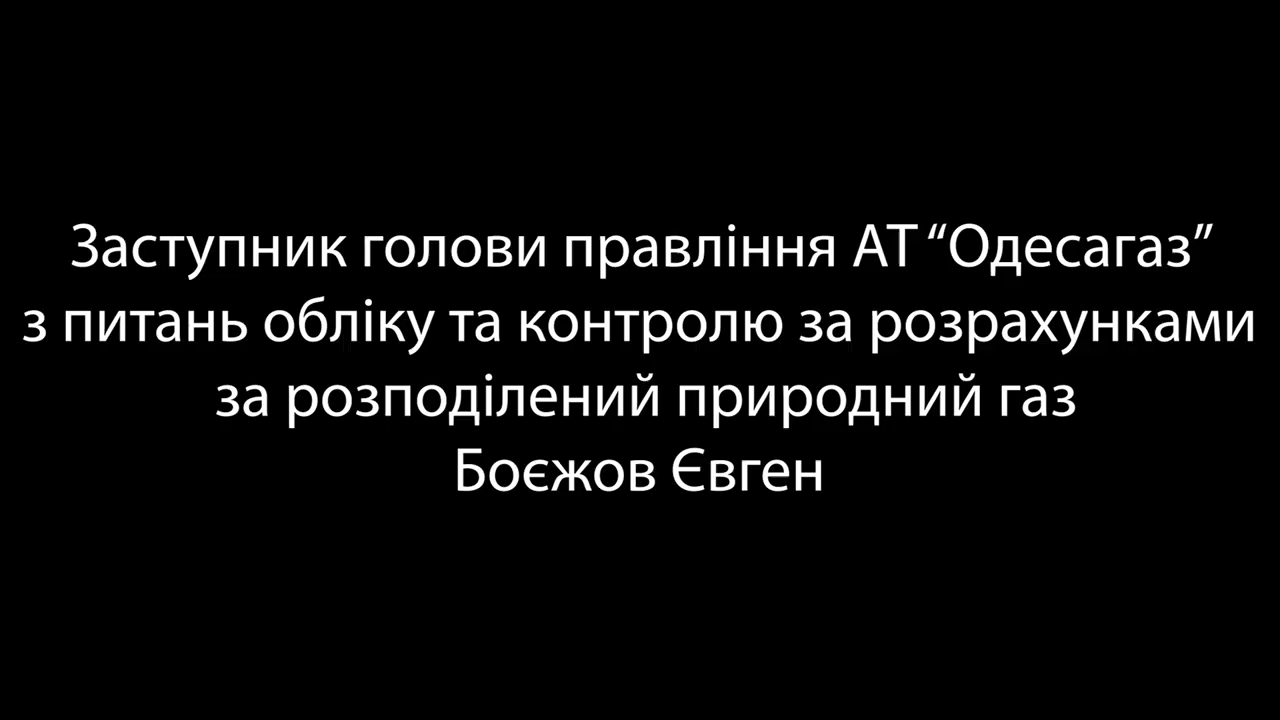 Заступник голови правління АТ “Одесагаз”
з питань обліку та контролю за розрахунками
за розподілений природний газ
Боєжов Євген